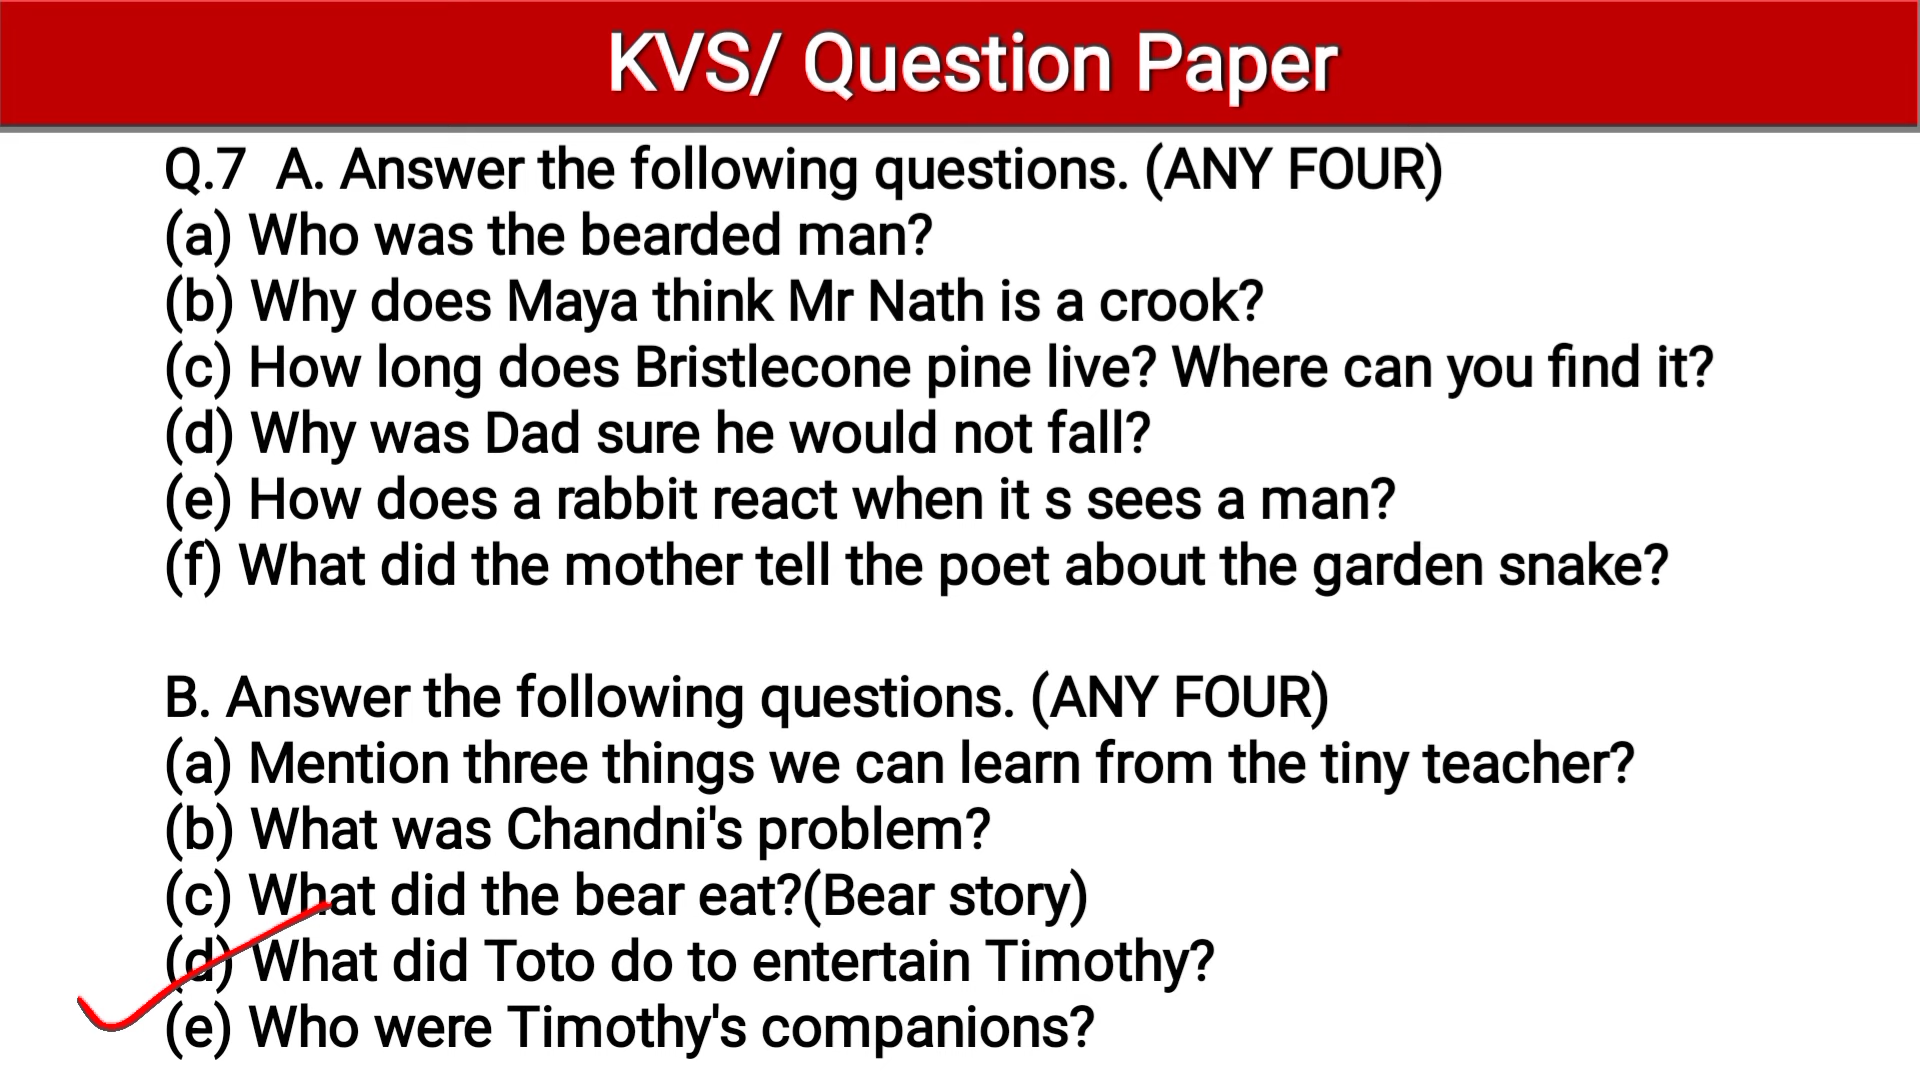 KVS/ Question Paper
Q.7 A. Answer the following questions. (ANY FOUR)
(a) Who was the bearded man?
(b) Why does Maya think Mr Nath is a crook?
(c) How long does Bristlecone pine live? Where can you find it?
(d) Why was Dad sure he would not fall?
(e) How does a rabbit react when it s sees a man?
(f) What did the mother tell the poet about the garden snake?
B. Answer the following questions. (ANY FOUR)
(a) Mention three things we can learn from the tiny teacher?
(b) What was Chandni's problem?
(c) What did the bear eat?(Bear story)
(d) What did Toto do to entertain Timothy?
(e) Who were Timothy's companions?